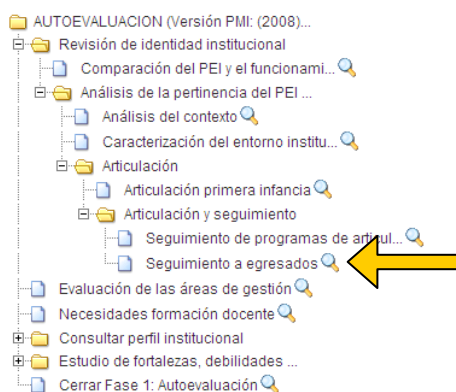 AUTOEVALUACION (Versión PMI: (2008)...
Revisión de identidad institucional
Comparación del PEI y el funcionami...
Análisis de la pertinencia del PEI ...
Análisis del contexto
Caracterización del entorno institu...
Articulación
Articulación primera infancia
Articulación y seguimiento
Seguimiento de programas de articul...
Seguimiento a egresados
Evaluación de las áreas de gestión
Necesidades formación docente
Consultar perfil institucional
Estudio de fortalezas, debilidades ...
Cerrar Fase 1: Autoevaluación